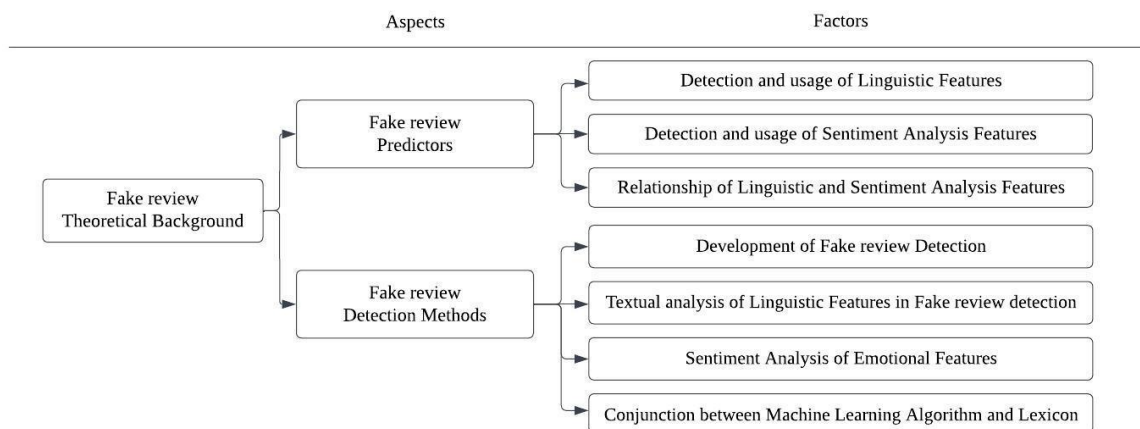 Aspects
Factors
Fake review
Theoretical Background
Fake review
Predictors
Detection and usage of Linguistic Features
Detection and usage of Sentiment Analysis Features
Relationship of Linguistic and Sentiment Analysis Features
Fake review
Detection Methods
Development of Fake review Detection
Textual analysis of Linguistic Features in Fake review detection
Sentiment Analysis of Emotional Features
Conjunction between Machine Learning Algorithm and Lexicon